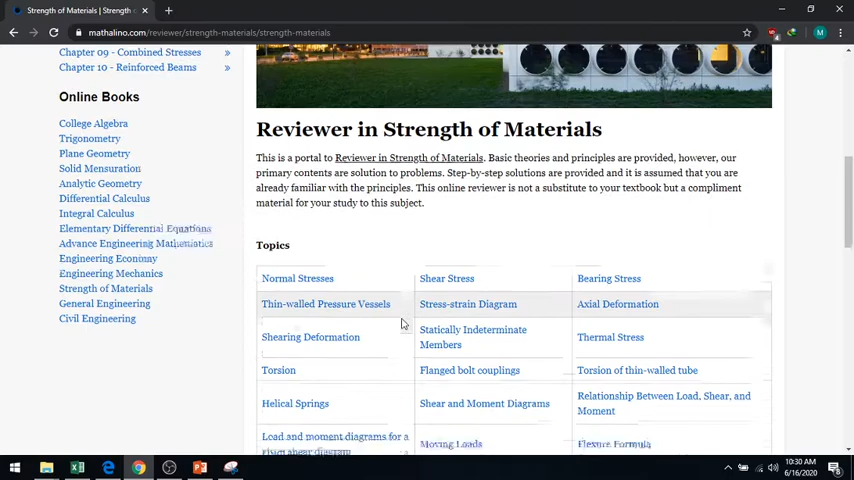 Strength of Materials | Strength o
mathalino.com/reviewer/strength-materials/strength-materials
M
Chapter 09 - Combined Stresses »
Chapter 10 - Reinforced Beams »
Online Books
College Algebra
Trigonometry
Plane Geometry
Solid Mensuration
Analytic Geometry
Differential Calculus
Integral Calculus
Elementary Differential Equations
Advance Engineering Mathematics
Engineering Economy
Engineering Mechanics
Strength of Materials
General Engineering
Civil Engineering
Reviewer in Strength of Materials
This is a portal to Reviewer in Strength of Materials. Basic theories and principles are provided, however, our
primary contents are solution to problems. Step-by-step solutions are provided and it is assumed that you are
already familiar with the principles. This online reviewer is not a substitute to your textbook but a compliment
material for your study to this subject.
Topics
Normal Stresses Shear Stress Bearing Stress
Thin-walled Pressure Vessels Stress-strain Diagram Axial Deformation
Shearing Deformation Statically Indeterminate Members Thermal Stress
Torsion Flanged bolt couplings Torsion of thin-walled tube
Helical Springs Shear and Moment Diagrams Relationship Between Load, Shear, and Moment
Load and moment diagrams for a given shear diagram Moving Loads Flexure Formula
10:30 AM
6/16/2020